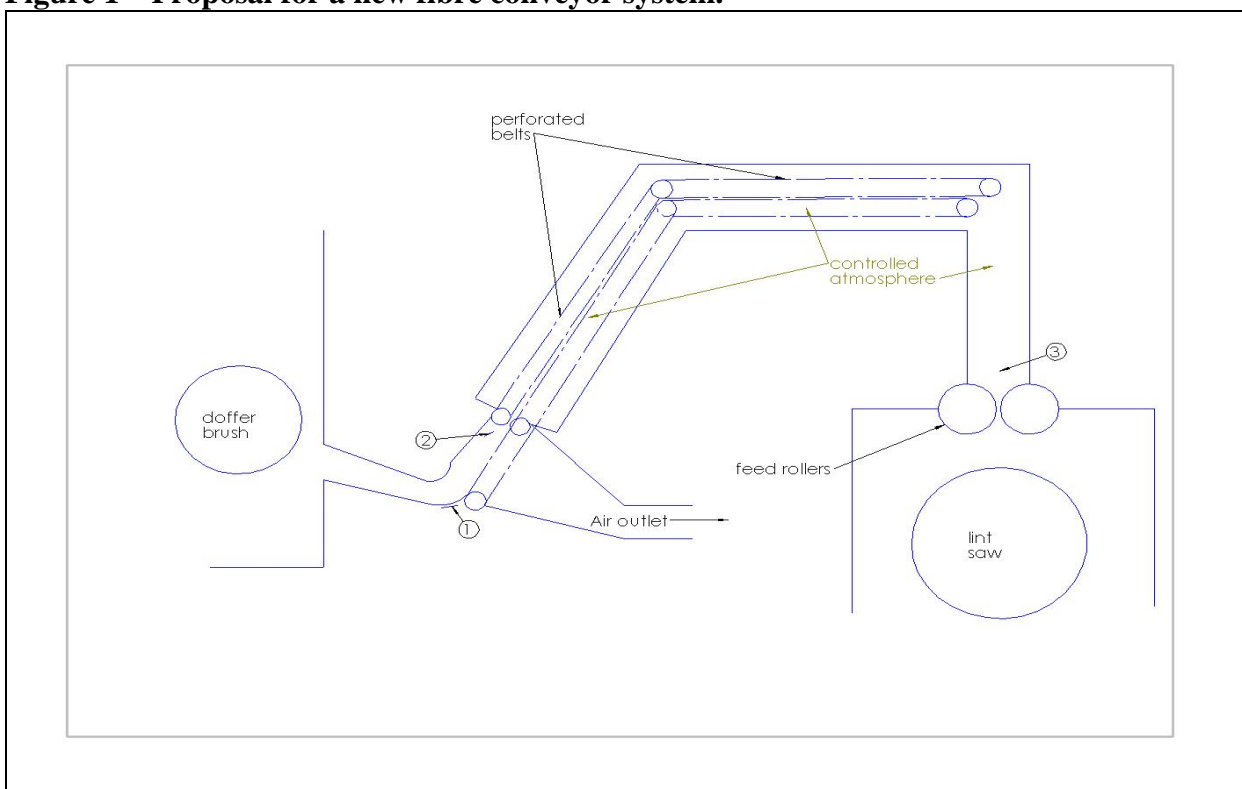 Figure 1 – Proposal for a new fibre conveyor system.
perforated
belts
controlled
atmosphere
3
doffer
brush
2
feed rollers
Air outlet
1
lint
saw